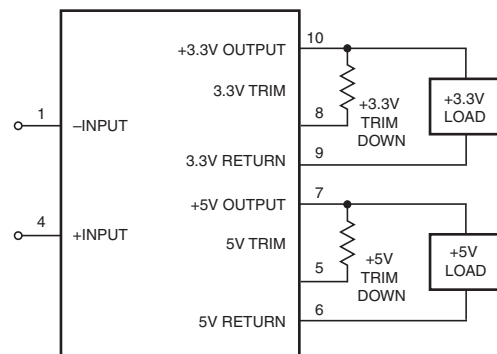 +3.3V OUTPUT
10
3.3V TRIM
8
+3.3V
TRIM
DOWN
+3.3V
LOAD
1
–INPUT
3.3V RETURN
9
+5V OUTPUT
7
4
+INPUT
5V TRIM
5
+5V
TRIM
DOWN
+5V
LOAD
5V RETURN
6